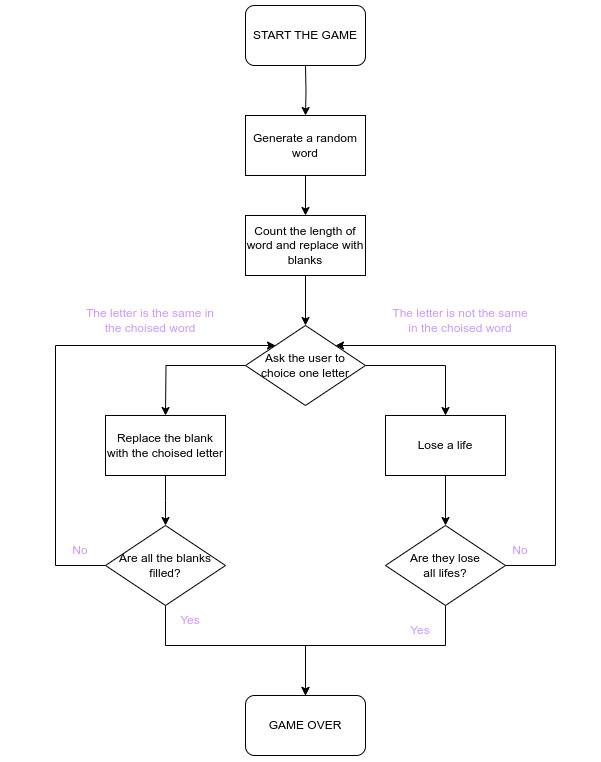 START THE GAME
Generate a random
word
Count the length of
word and replace with
blanks
The letter is the same in
the choised word
The letter is not the same
in the choised word
Ask the user to
choice one letter
Replace the blank
with the choised letter
Lose a life
No
Are all the blanks
filled?
Are they lose
all lifes?
No
Yes
Yes
GAME OVER